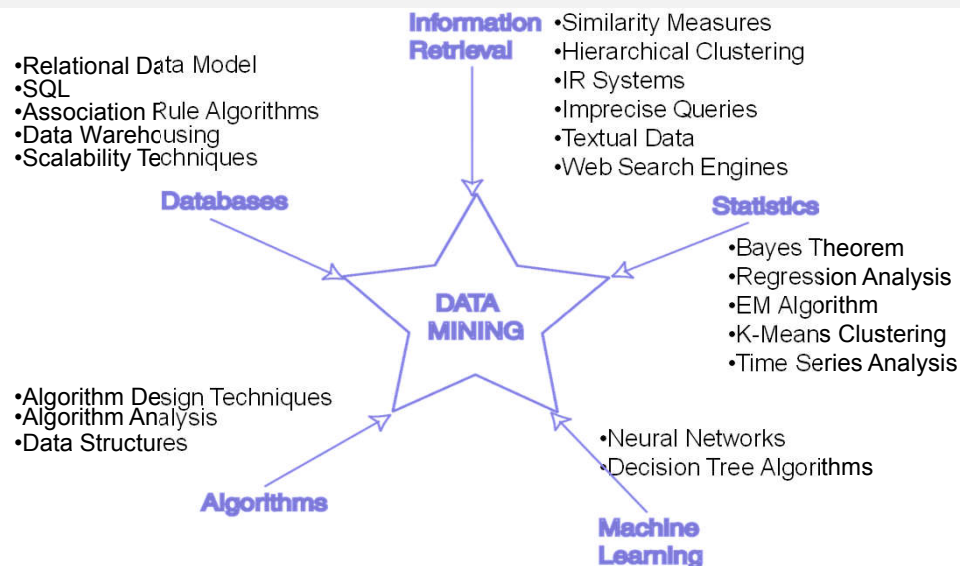 Information
Retrieval
•Similarity Measures
•Hierarchical Clustering
•IR Systems
•Imprecise Queries
•Textual Data
•Web Search Engines
•Relational Data Model
•SQL
•Association Rule Algorithms
•Data Warehousing
•Scalability Techniques
Databases
Statistics
•Bayes Theorem
•Regression Analysis
•EM Algorithm
•K-Means Clustering
•Time Series Analysis
DATA
MINING
•Algorithm Design Techniques
•Algorithm Analysis
•Data Structures
Algorithms
•Neural Networks
•Decision Tree Algorithms
Machine
Learning